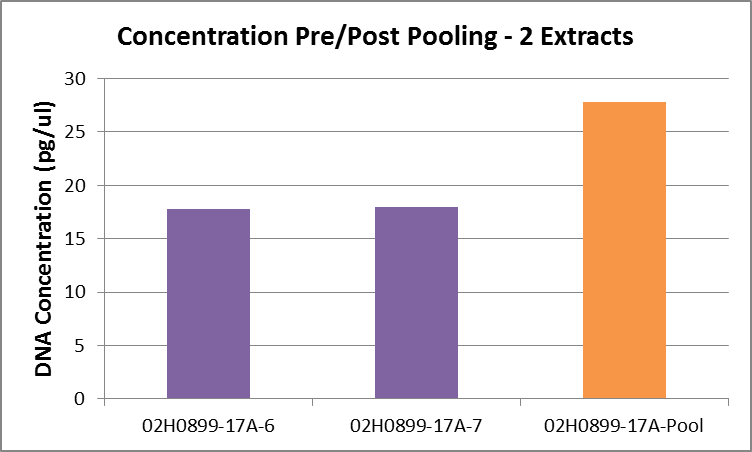 Concentration Pre/Post Pooling - 2 Extracts
DNA Concentration (pg/ul)
30
25
20
15
10
5
0
02H0899-17A-6
02H0899-17A-7
02H0899-17A-Pool